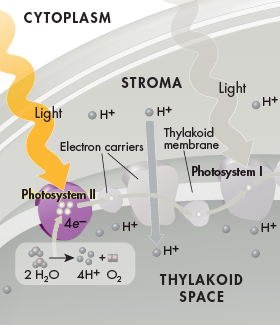 CYTOPLASM
STROMA
Light
Light
H+
H+
H+
Electron carriers
Thylakoid
membrane
Photosystem II
Photosystem I
4e−
H+
H+
H+
2 H₂O
4H+ + O₂
THYLAKOID
SPACE